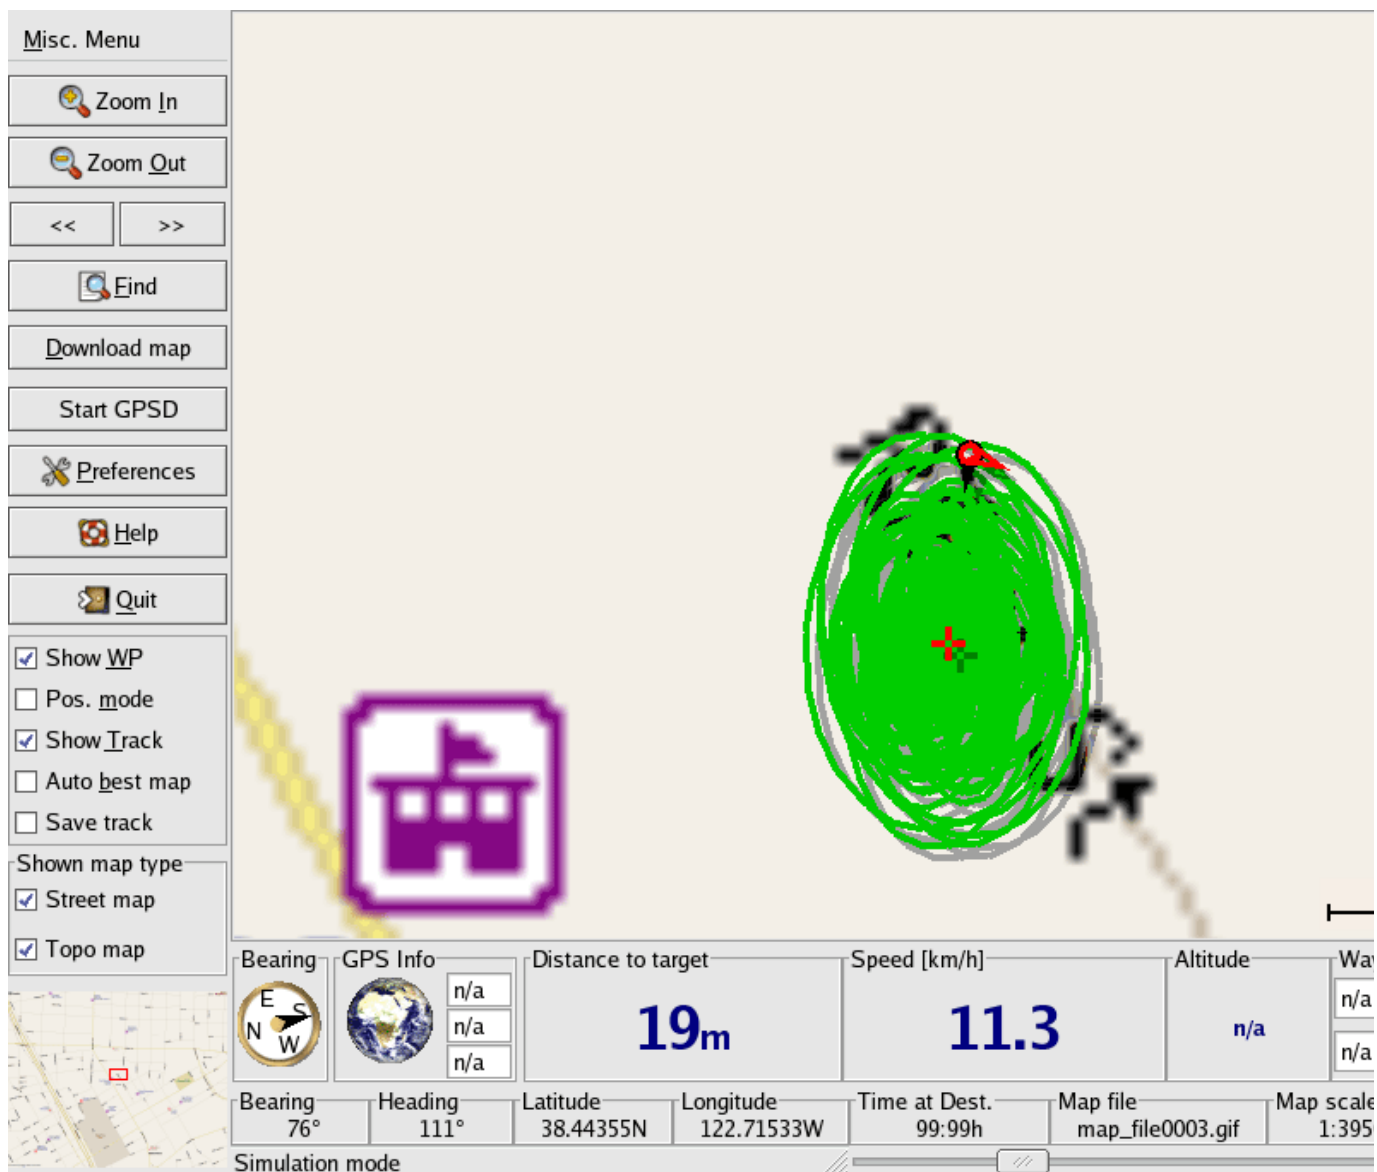 Misc. Menu
Zoom In
Zoom Out
<< >>
Find
Download map
Start GPSD
Preferences
Help
Quit
Show WP
Pos. mode
Show Track
Auto best map
Save track
Shown map type
Street map
Topo map
Bearing GPS Info Distance to target Speed [km/h] Altitude
E S N W
n/a
n/a
n/a
19m
11.3
n/a
n/a
n/a
Bearing Heading Latitude Longitude Time at Dest. Map file Map scale
76° 111° 38.44355N 122.71533W 99:99h map_file0003.gif
Simulation mode